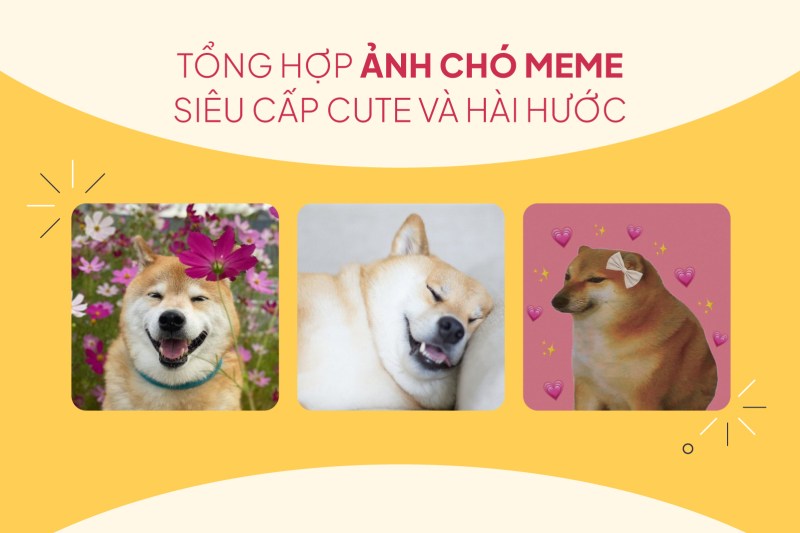 TỔNG HỢP ẢNH CHÓ MEME
SIÊU CẤP CUTE VÀ HÀI HƯỚC